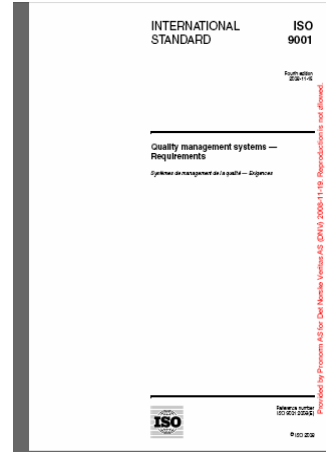 INTERNATIONAL
STANDARD
ISO
9001
Fourth edition
2008-11-15
Quality management systems —
Requirements
Systèmes de management de la qualité — Exigences
Provided by Pronorm AS for Det Norske Veritas AS (DNV) 2008-11-19. Reproduction is not allowed.
ISO
Reference number
ISO 9001:2008(E)
© ISO 2008